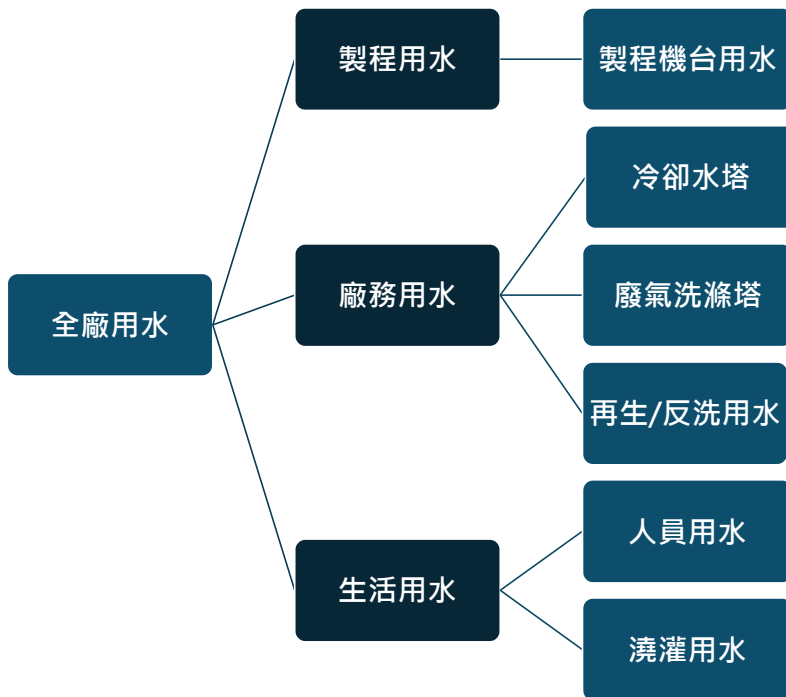 全廠用水
製程用水
製程機台用水
廠務用水
冷卻水塔
廢氣洗滌塔
再生/反洗用水
生活用水
人員用水
澆灌用水